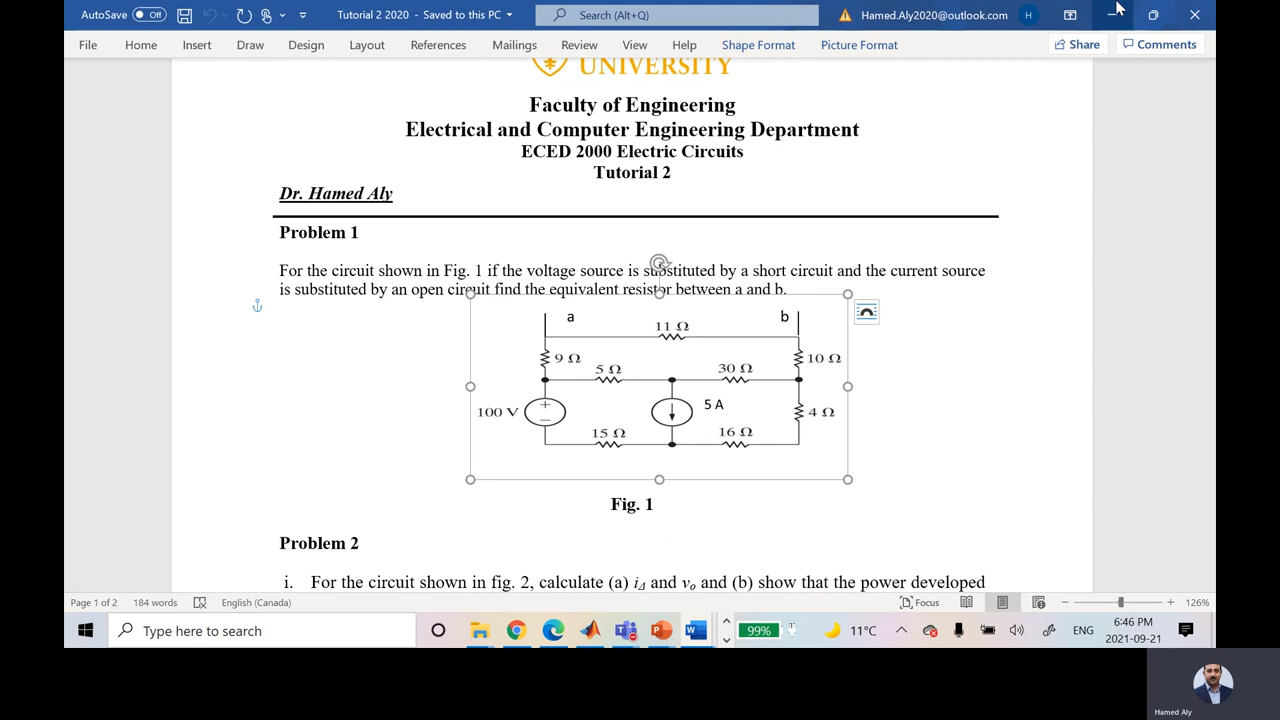 AutoSave Off Tutorial 2 2020 - Saved to this PC Search (Alt+Q) Hamed.Aly2020@outlook.com H
File Home Insert Draw Design Layout References Mailings Review View Help Shape Format Picture Format Share Comments
UNIVERSITY
Faculty of Engineering
Electrical and Computer Engineering Department
ECED 2000 Electric Circuits
Tutorial 2
Dr. Hamed Aly
Problem 1
For the circuit shown in Fig. 1 if the voltage source is substituted by a short circuit and the current source
is substituted by an open circuit find the equivalent resistor between a and b.
a b
11 Ω
9 Ω 10 Ω
5 Ω 30 Ω
100 V + − 5 A 4 Ω
15 Ω 16 Ω
Fig. 1
Problem 2
i. For the circuit shown in fig. 2, calculate (a) iΔ and vo and (b) show that the power developed
Page 1 of 2 184 words English (Canada) Focus 126%
Type here to search 99% 11°C ENG 6:46 PM
2021-09-21
Hamed Aly